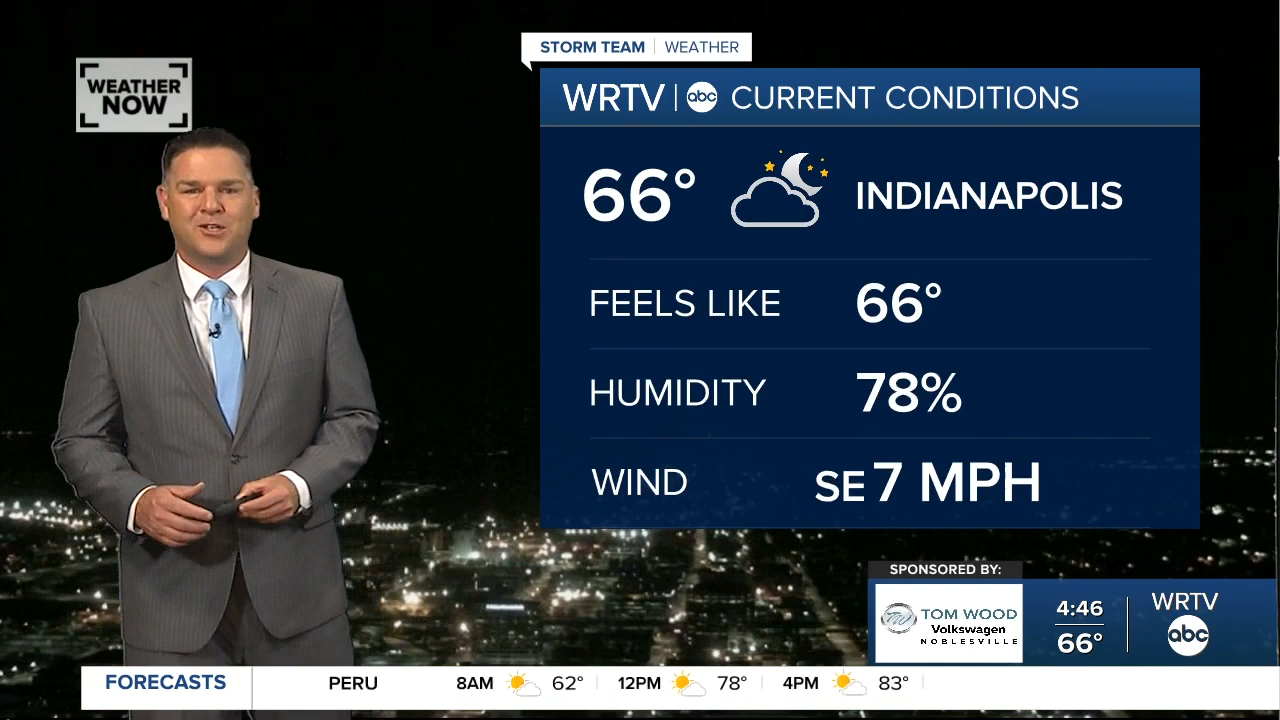 STORM TEAM | WEATHER
WEATHER
NOW
WRTV | abc CURRENT CONDITIONS
66° INDIANAPOLIS
FEELS LIKE 66°
HUMIDITY 78%
WIND SE 7 MPH
SPONSORED BY:
TW TOM WOOD
Volkswagen
NOBLESVILLE
4:46
66°
WRTV
abc
FORECASTS PERU 8AM 62° 12PM 78° 4PM 83°